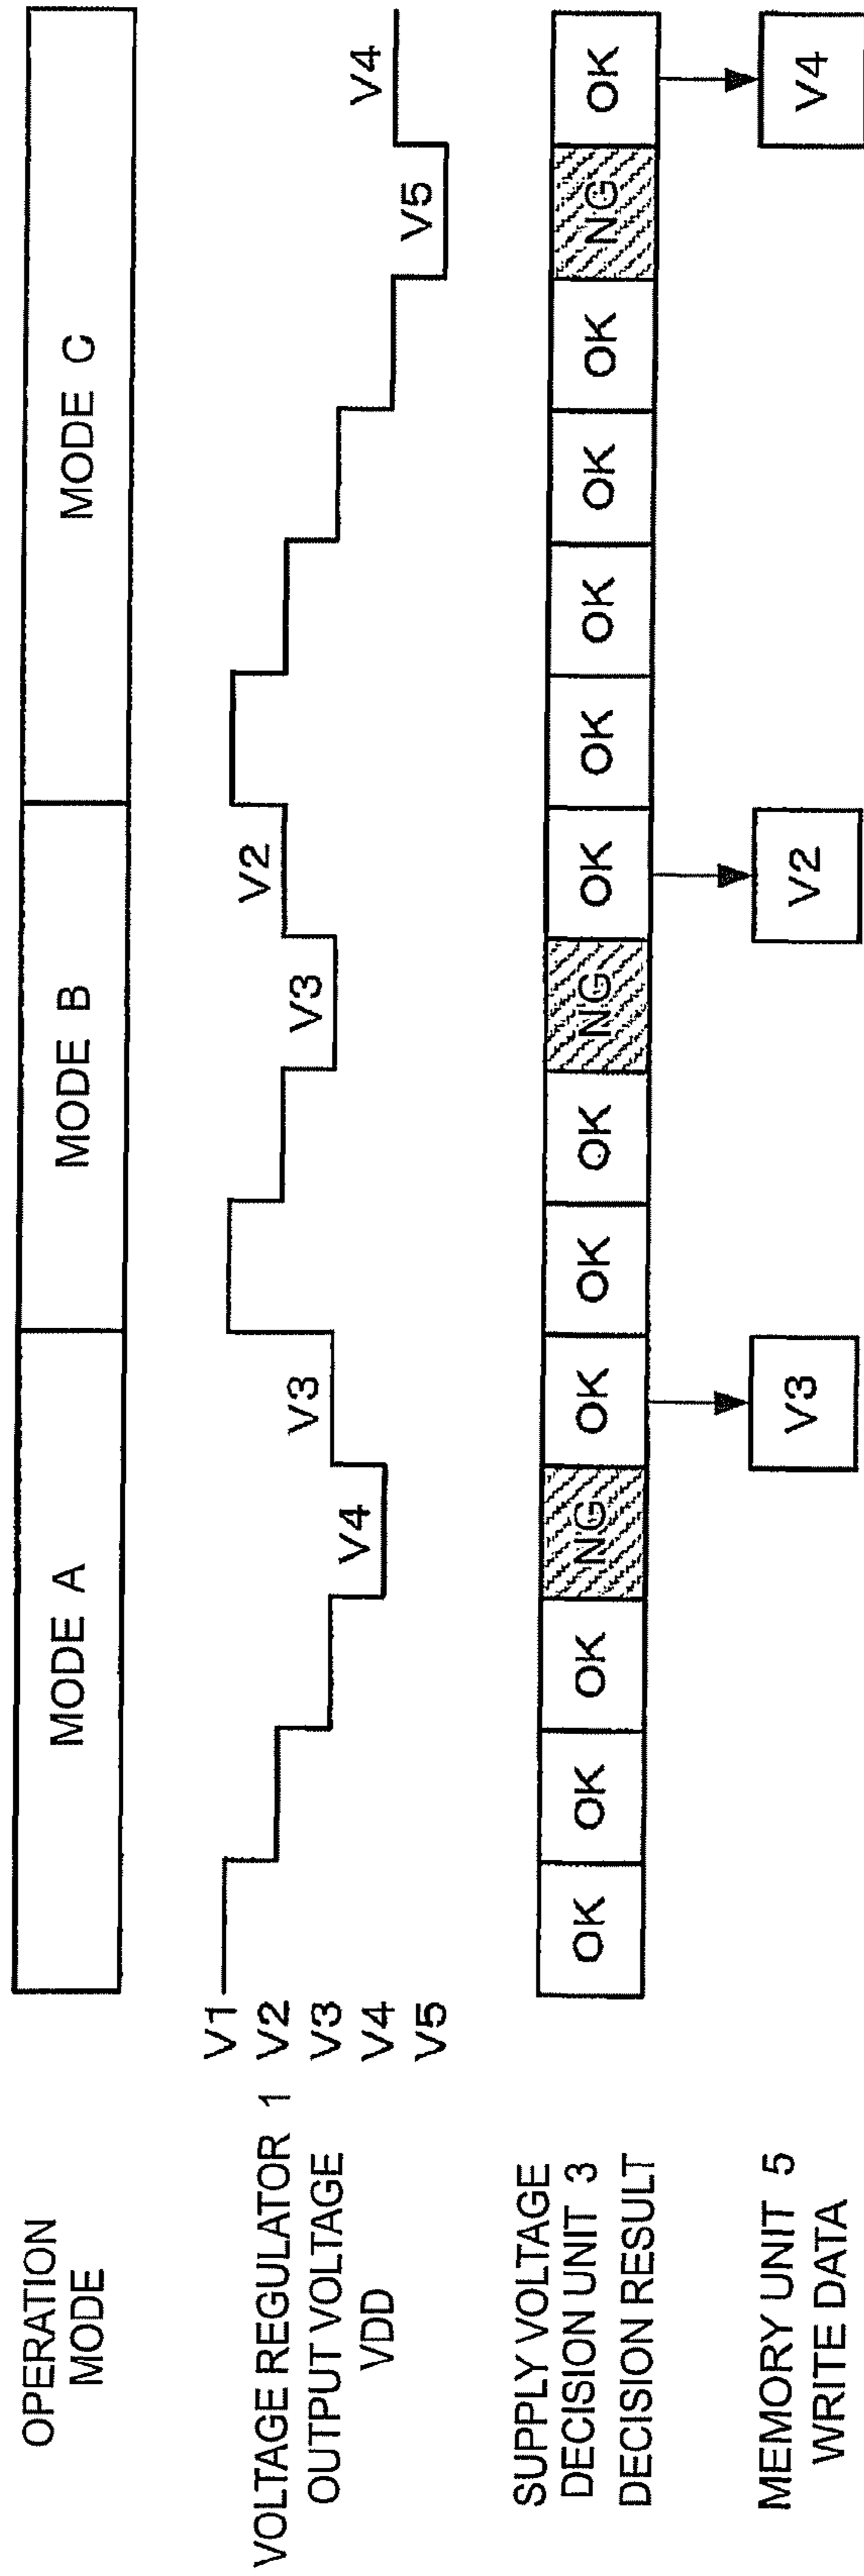 OPERATION
MODE
MODE A
MODE B
MODE C
VOLTAGE REGULATOR 1
OUTPUT VOLTAGE
VDD
V1
V2
V3
V4
V5
V4
V3
V3
V2
V5
V4
SUPPLY VOLTAGE
DECISION UNIT 3
DECISION RESULT
OK
OK
OK
NG
OK
OK
OK
NG
OK
OK
OK
OK
OK
NG
OK
MEMORY UNIT 5
WRITE DATA
V3
V2
V4